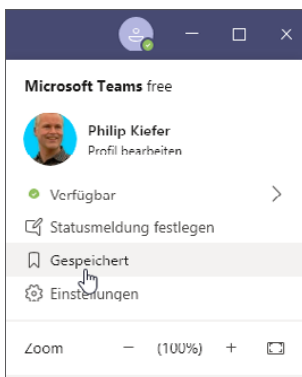 Microsoft Teams free
Philip Kiefer
Profil bearbeiten
Verfügbar
Statusmeldung festlegen
Gespeichert
Einstellungen
Zoom — (100%) +